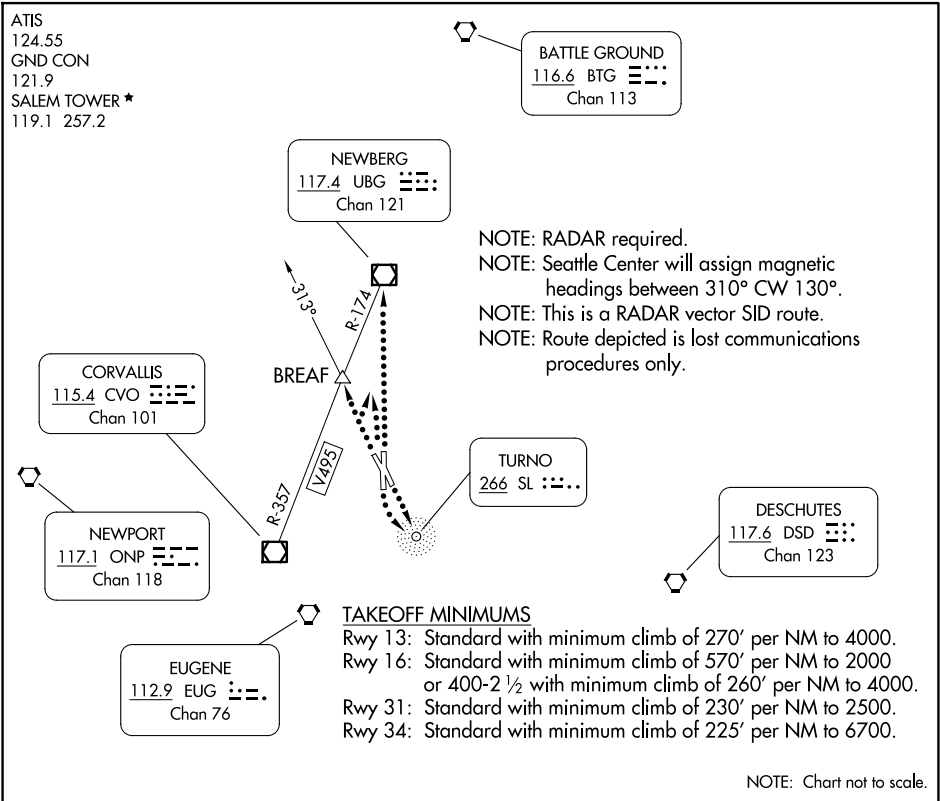 ATIS
124.55
GND CON
121.9
SALEM TOWER ★
119.1 257.2
BATTLE GROUND
116.6 BTG
Chan 113
NEWBERG
117.4 UBG
Chan 121
NOTE: RADAR required.
NOTE: Seattle Center will assign magnetic
headings between 310° CW 130°.
NOTE: This is a RADAR vector SID route.
NOTE: Route depicted is lost communications
procedures only.
313°
R-174
BREAF
CORVALLIS
115.4 CVO
Chan 101
V495
R-357
TURNO
266 SL
NEWPORT
117.1 ONP
Chan 118
DESCHUTES
117.6 DSD
Chan 123
EUGENE
112.9 EUG
Chan 76
TAKEOFF MINIMUMS
Rwy 13: Standard with minimum climb of 270' per NM to 4000.
Rwy 16: Standard with minimum climb of 570' per NM to 2000
or 400-2 ½ with minimum climb of 260' per NM to 4000.
Rwy 31: Standard with minimum climb of 230' per NM to 2500.
Rwy 34: Standard with minimum climb of 225' per NM to 6700.
NOTE: Chart not to scale.